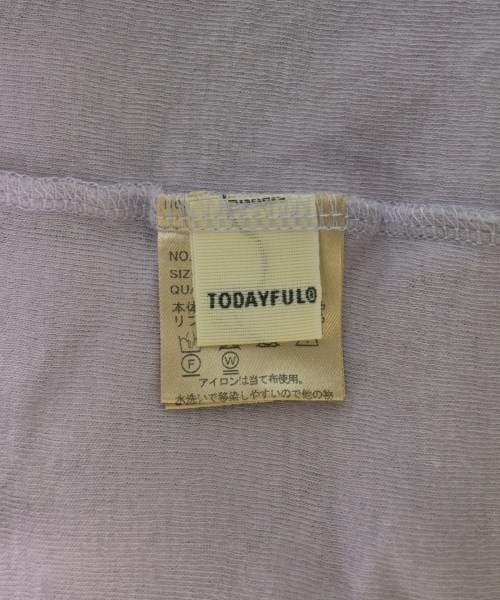 TODAYFUL®
NO.
SIZ
QUA
本体
リブ
F
W
アイロンは当て布使用。
水洗いで移染しやすいので他の物